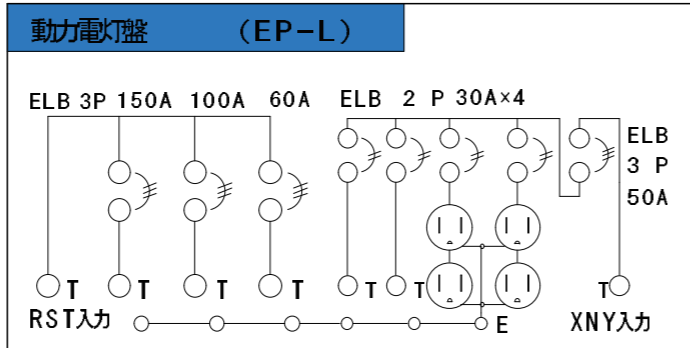 動力電灯盤 (EP-L)
ELB 3P 150A 100A 60A ELB 2 P 30A×4
ELB
3 P
50A
T T T T T T T
RST入力 E XNY入力